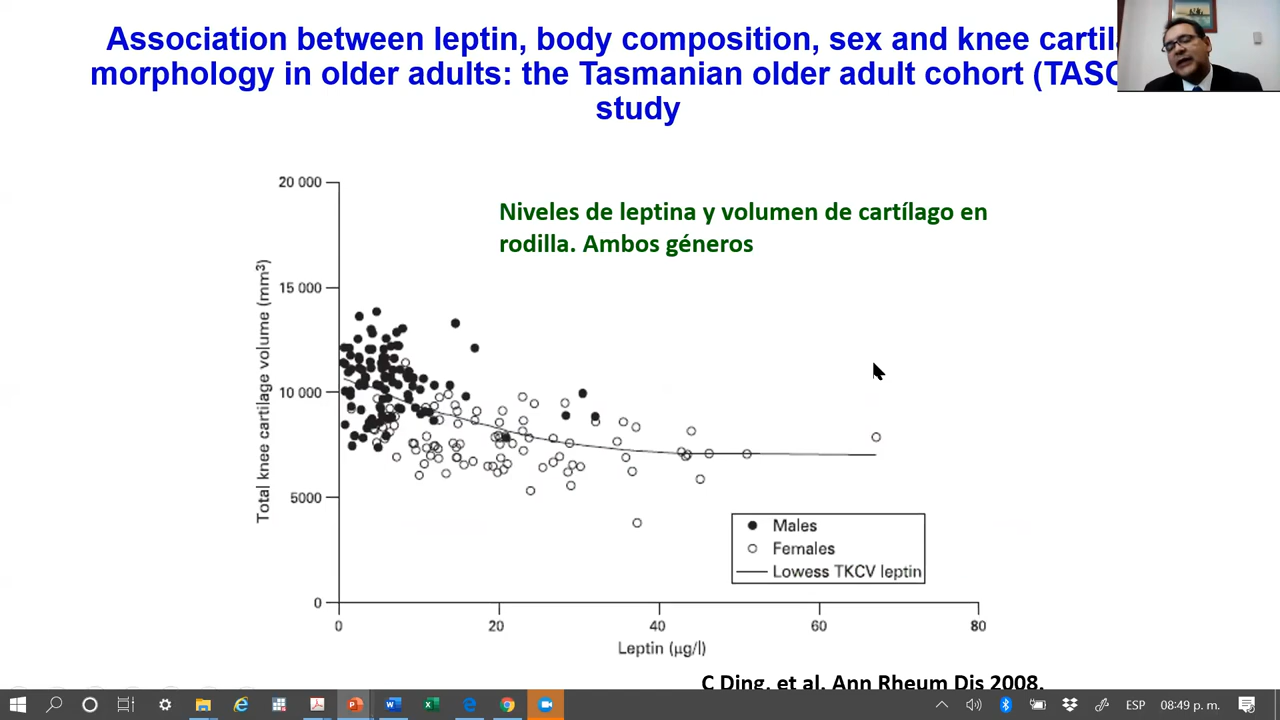 Association between leptin, body composition, sex and knee
morphology in older adults: the Tasmanian older adult cohort
study
20 000
Niveles de leptina y volumen de cartílago en
rodilla. Ambos géneros
15 000
10 000
5000
0
Total knee cartilage volume (mm³)
Males
Females
Lowess TKCV leptin
0
20
40
60
80
Leptin (µg/l)
C Ding, et al. Ann Rheum Dis 2008.
ESP
08:49 p. m.